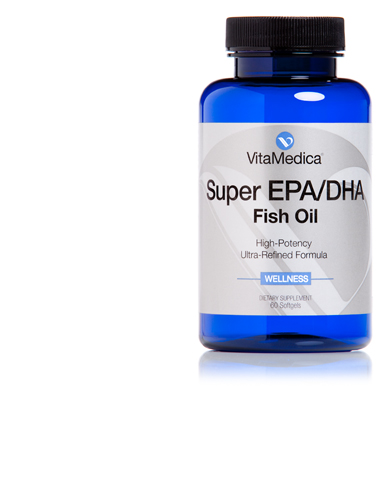 VitaMedica®
Super EPA/DHA
Fish Oil
High-Potency
Ultra-Refined Formula
WELLNESS
DIETARY SUPPLEMENT
60 Softgels